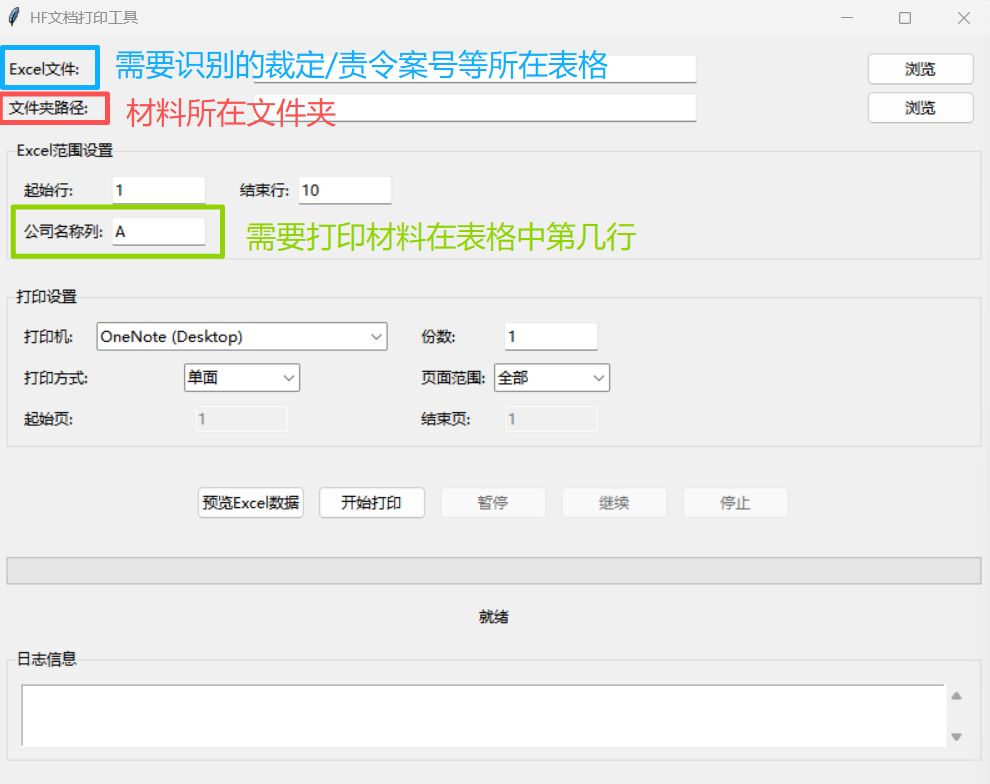 HF文档打印工具
Excel文件: 需要识别的裁定/责令案号等所在表格 浏览
文件夹路径: 材料所在文件夹 浏览
Excel范围设置
起始行: 1 结束行: 10
公司名称列: A 需要打印材料在表格中第几行
打印设置
打印机: OneNote (Desktop) 份数: 1
打印方式: 单面 页面范围: 全部
起始页: 1 结束页: 1
预览Excel数据 开始打印 暂停 继续 停止
就绪
日志信息